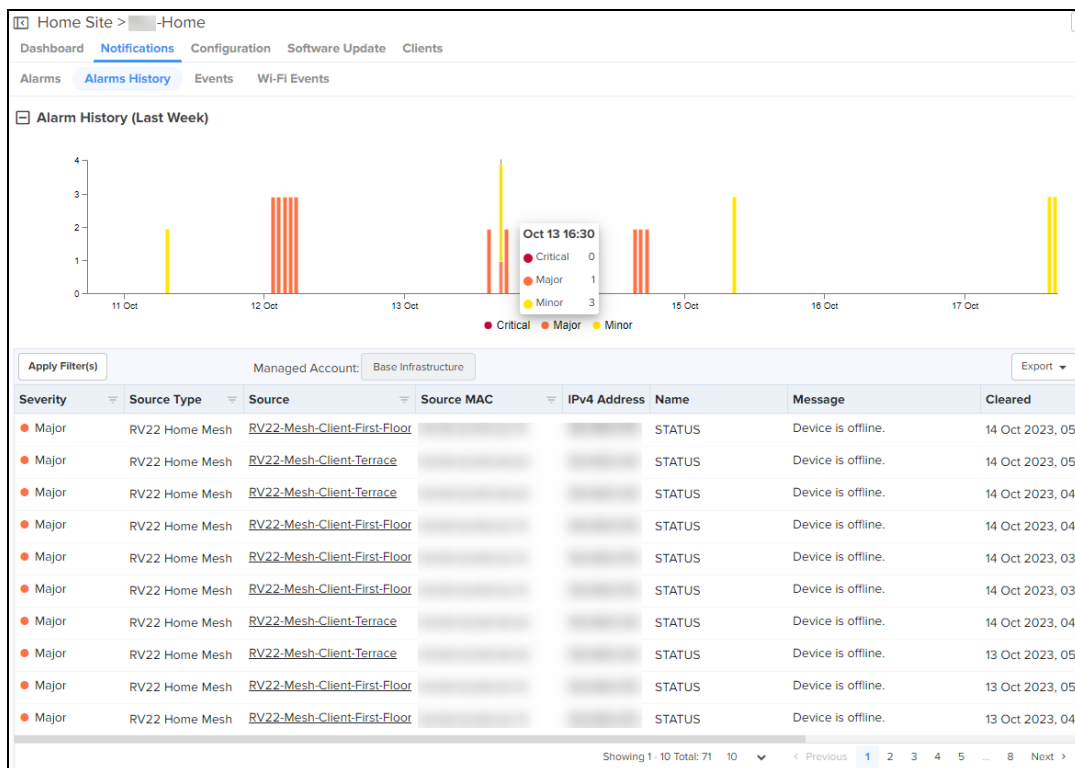 Home Site > -Home
Dashboard Notifications Configuration Software Update Clients
Alarms Alarms History Events Wi-Fi Events
Alarm History (Last Week)
4
3
2
1
0
Oct 13 16:30
Critical 0
Major 1
Minor 3
11 Oct 12 Oct 13 Oct 15 Oct 16 Oct 17 Oct
Critical Major Minor
Apply Filter(s) Managed Account: Base Infrastructure Export
Severity Source Type Source Source MAC IPv4 Address Name Message Cleared
Major RV22 Home Mesh RV22-Mesh-Client-First-Floor STATUS Device is offline. 14 Oct 2023, 05
Major RV22 Home Mesh RV22-Mesh-Client-Terrace STATUS Device is offline. 14 Oct 2023, 05
Major RV22 Home Mesh RV22-Mesh-Client-Terrace STATUS Device is offline. 14 Oct 2023, 04
Major RV22 Home Mesh RV22-Mesh-Client-First-Floor STATUS Device is offline. 14 Oct 2023, 04
Major RV22 Home Mesh RV22-Mesh-Client-First-Floor STATUS Device is offline. 14 Oct 2023, 03
Major RV22 Home Mesh RV22-Mesh-Client-First-Floor STATUS Device is offline. 14 Oct 2023, 03
Major RV22 Home Mesh RV22-Mesh-Client-Terrace STATUS Device is offline. 14 Oct 2023, 04
Major RV22 Home Mesh RV22-Mesh-Client-Terrace STATUS Device is offline. 13 Oct 2023, 05
Major RV22 Home Mesh RV22-Mesh-Client-First-Floor STATUS Device is offline. 13 Oct 2023, 05
Major RV22 Home Mesh RV22-Mesh-Client-First-Floor STATUS Device is offline. 13 Oct 2023, 04
Showing 1 - 10 Total: 71 10 < Previous 1 2 3 4 5 ... 8 Next >